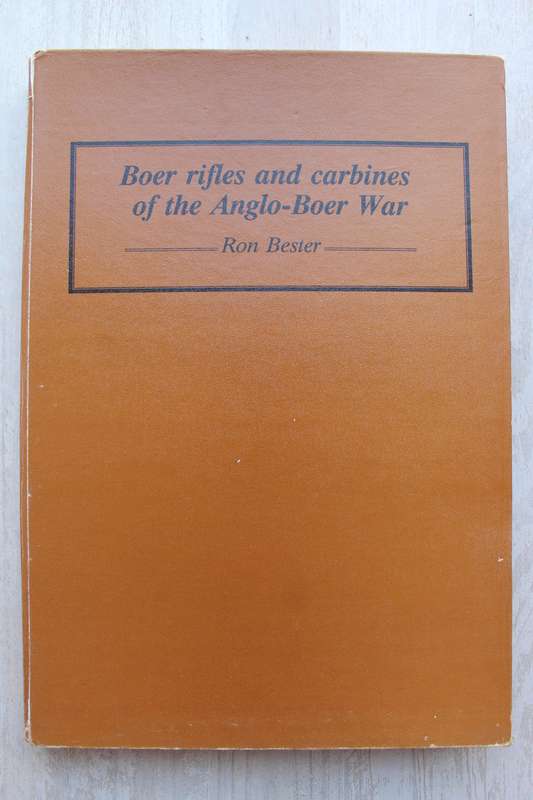 Boer rifles and carbines
of the Anglo-Boer War
Ron Bester